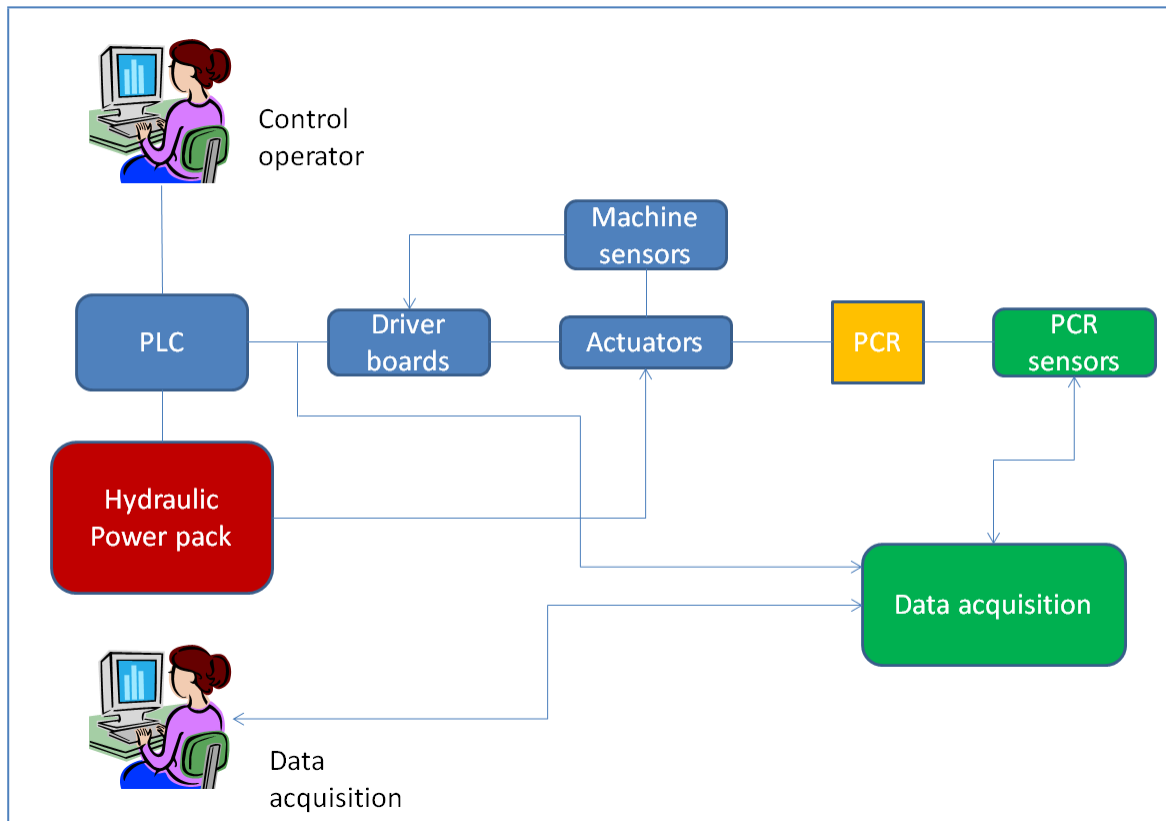 Control
operator
Machine
sensors
PLC
Driver
boards
Actuators
PCR
PCR
sensors
Hydraulic
Power pack
Data acquisition
Data
acquisition